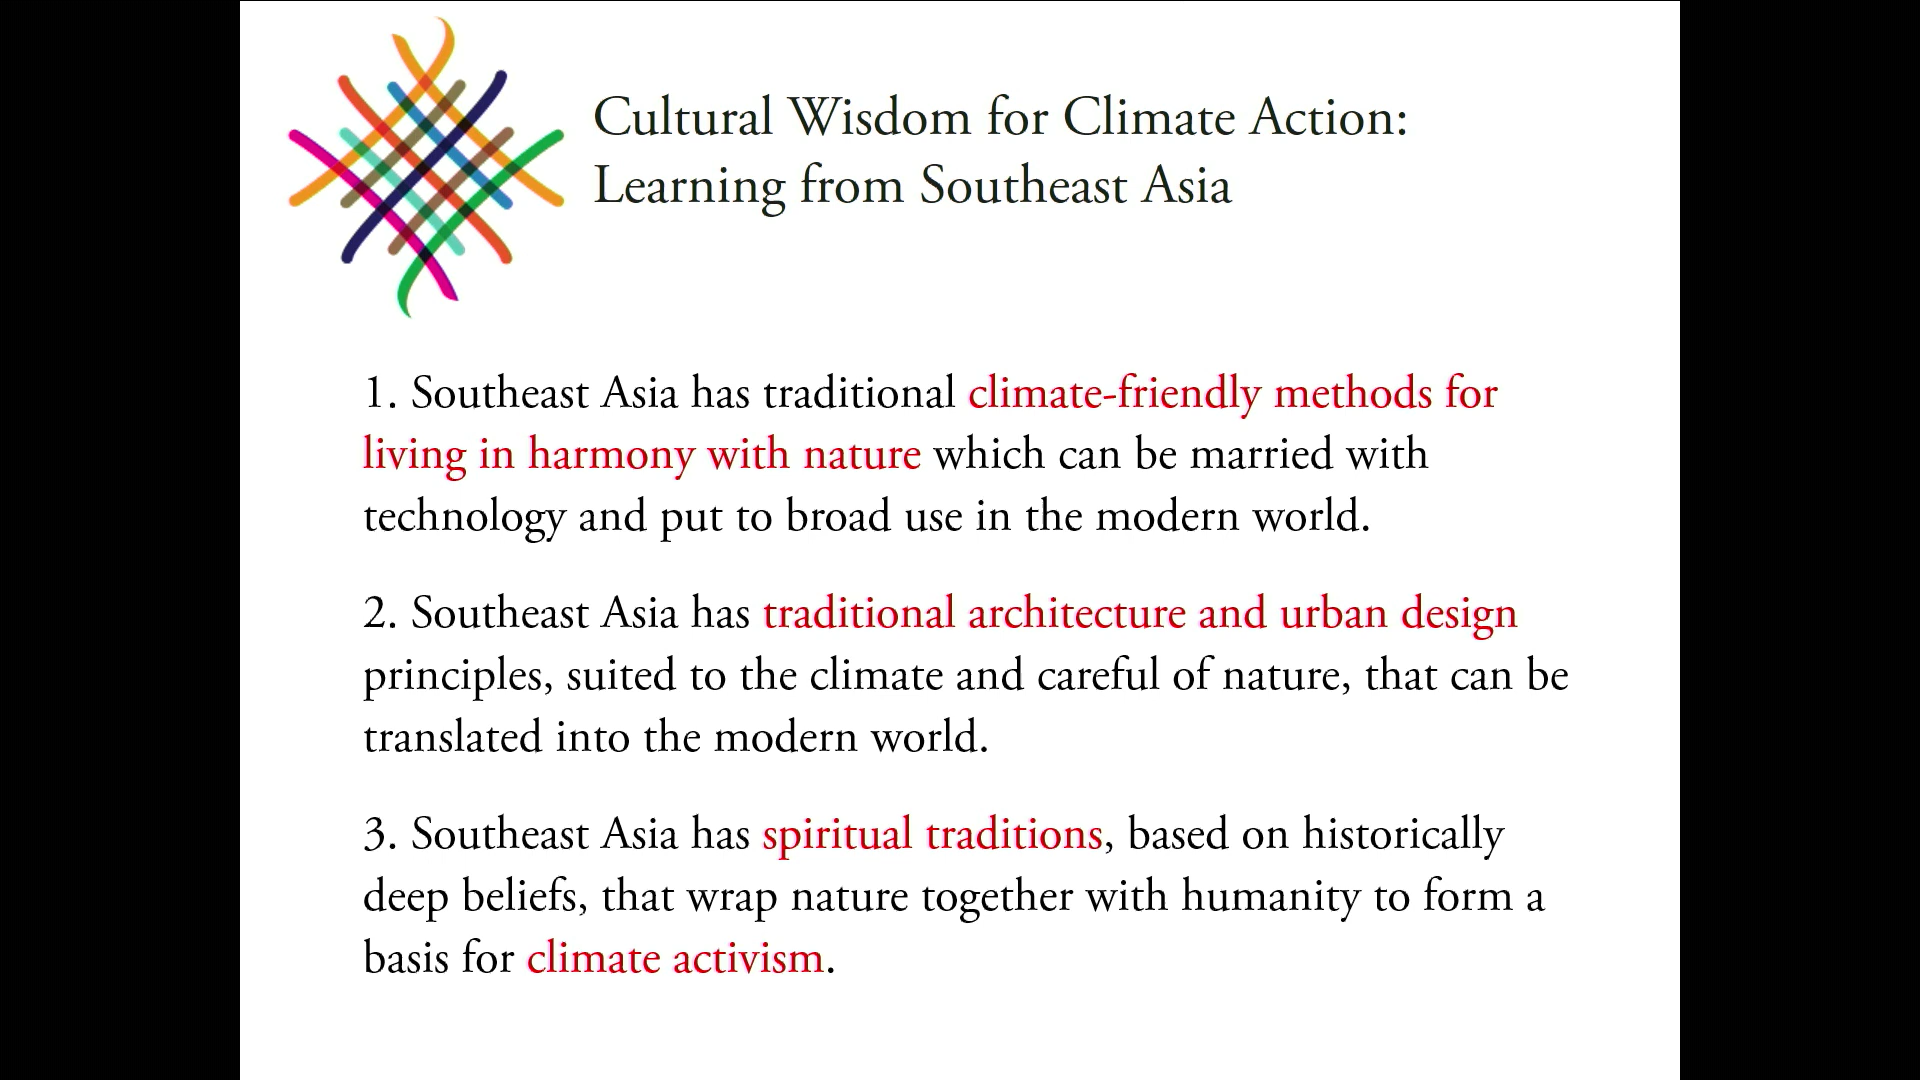 Cultural Wisdom for Climate Action:
Learning from Southeast Asia
1. Southeast Asia has traditional climate-friendly methods for
living in harmony with nature which can be married with
technology and put to broad use in the modern world.
2. Southeast Asia has traditional architecture and urban design
principles, suited to the climate and careful of nature, that can be
translated into the modern world.
3. Southeast Asia has spiritual traditions, based on historically
deep beliefs, that wrap nature together with humanity to form a
basis for climate activism.